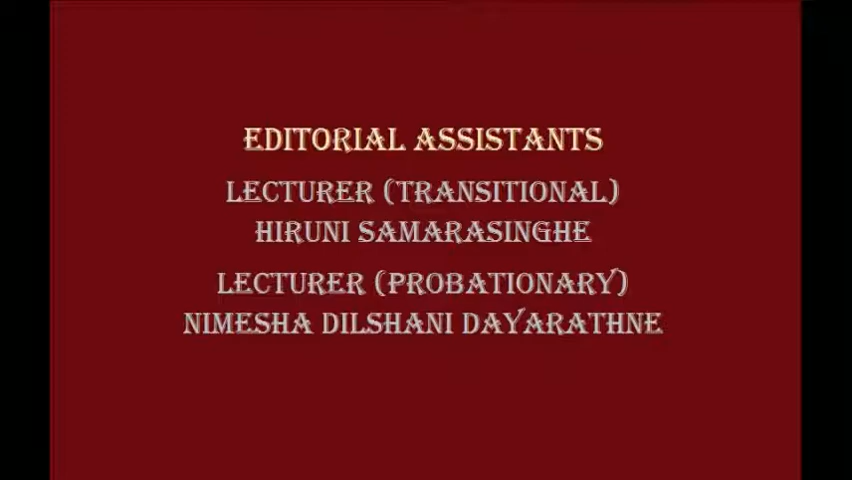 EDITORIAL ASSISTANTS
LECTURER (TRANSITIONAL)
HIRUNI SAMARASINGHE
LECTURER (PROBATIONARY)
NIMESHA DILSHANI DAYARATHNE